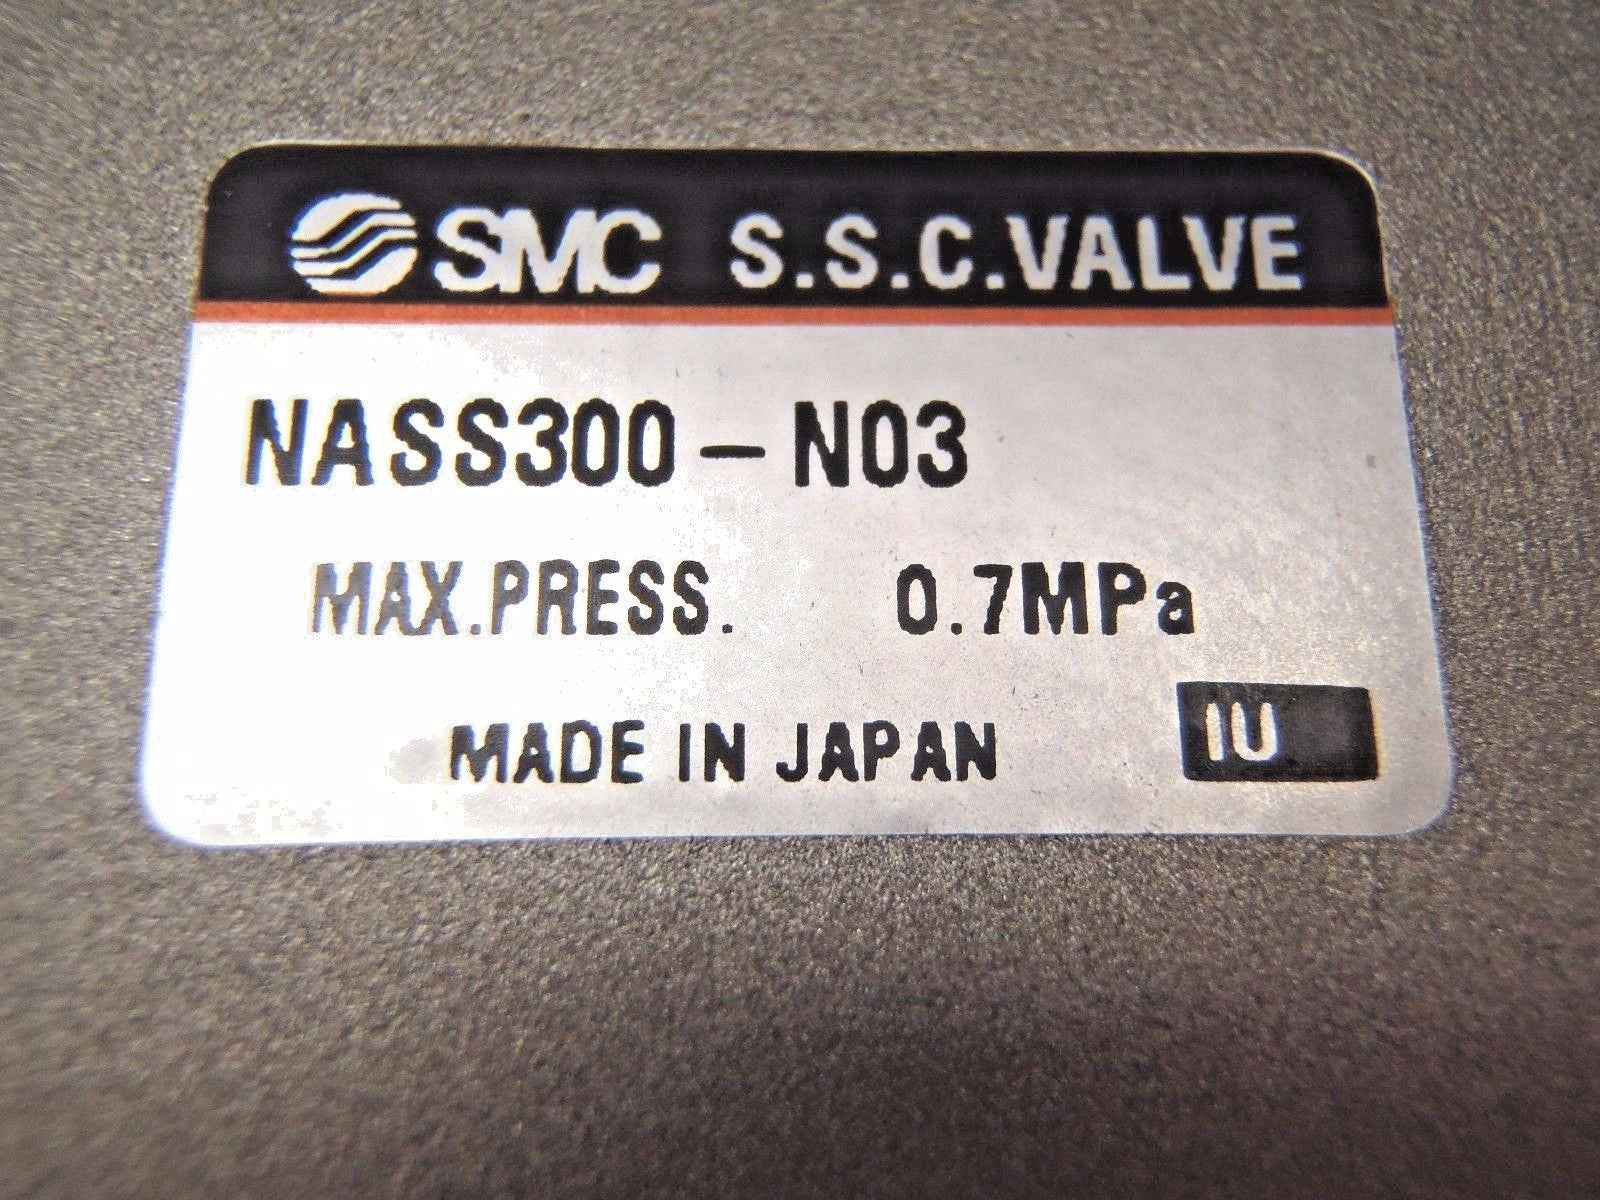 SMC S.S.C.VALVE
NASS300-N03
MAX.PRESS. 0.7MPa
MADE IN JAPAN IU